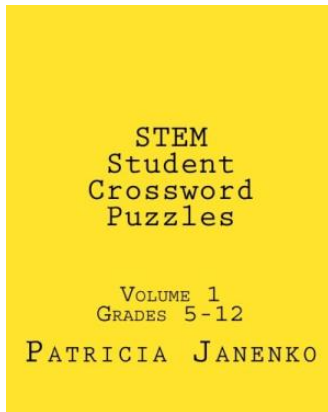 STEM
Student
Crossword
Puzzles
Volume 1
Grades 5-12
Patricia Janenko